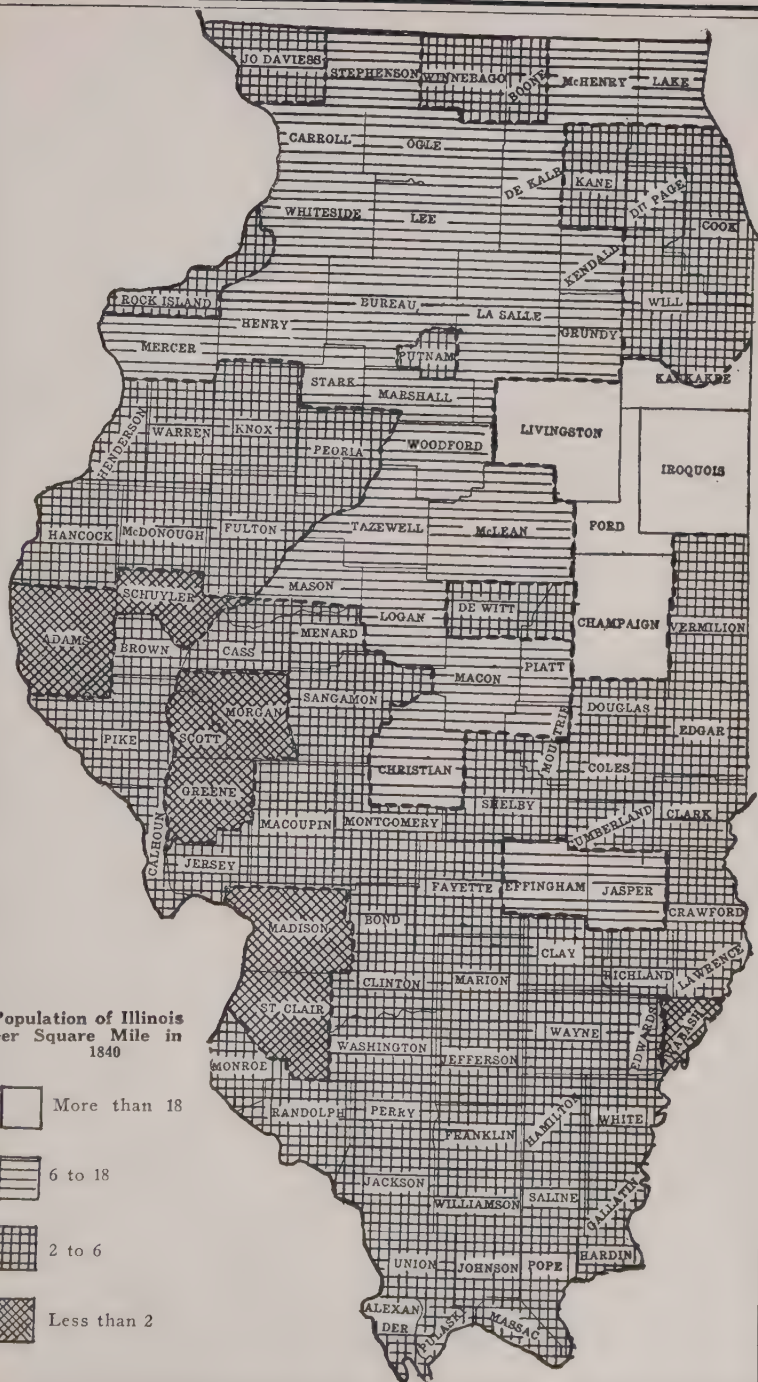 JO DAVIESS
STEPHENSON
WINNEBAGO
BOONE
McHENRY
LAKE
CARROLL
OGLE
DE KALB
KANE
DU PAGE
COOK
WHITESIDE
LEE
KENDALL
ROCK ISLAND
BUREAU
LA SALLE
WILL
HENRY
GRUNDY
MERCER
PUTNAM
KANKAKEE
STARK
MARSHALL
HENDERSON
WARREN
KNOX
PEORIA
WOODFORD
LIVINGSTON
IROQUOIS
HANCOCK
McDONOUGH
FULTON
TAZEWELL
McLEAN
FORD
SCHUYLER
MASON
LOGAN
DE WITT
CHAMPAIGN
VERMILION
ADAMS
BROWN
CASS
MENARD
MACON
PIATT
SANGAMON
MORGAN
SCOTT
PIKE
DOUGLAS
MOULTRIE
EDGAR
CHRISTIAN
COLES
GREENE
SHELBY
CUMBERLAND
CLARK
CALHOUN
MACOUPIN
MONTGOMERY
JERSEY
FAYETTE
EFFINGHAM
JASPER
CRAWFORD
MADISON
BOND
CLAY
RICHLAND
LAWRENCE
CLINTON
MARION
ST. CLAIR
WAYNE
EDWARDS
WABASH
WASHINGTON
JEFFERSON
MONROE
RANDOLPH
PERRY
FRANKLIN
HAMILTON
WHITE
JACKSON
WILLIAMSON
SALINE
GALLATIN
UNION
JOHNSON
POPE
HARDIN
ALEXAN
DER
PULASKI
MASSAC
Population of Illinois
er Square Mile in
1840
More than 18
6 to 18
2 to 6
Less than 2